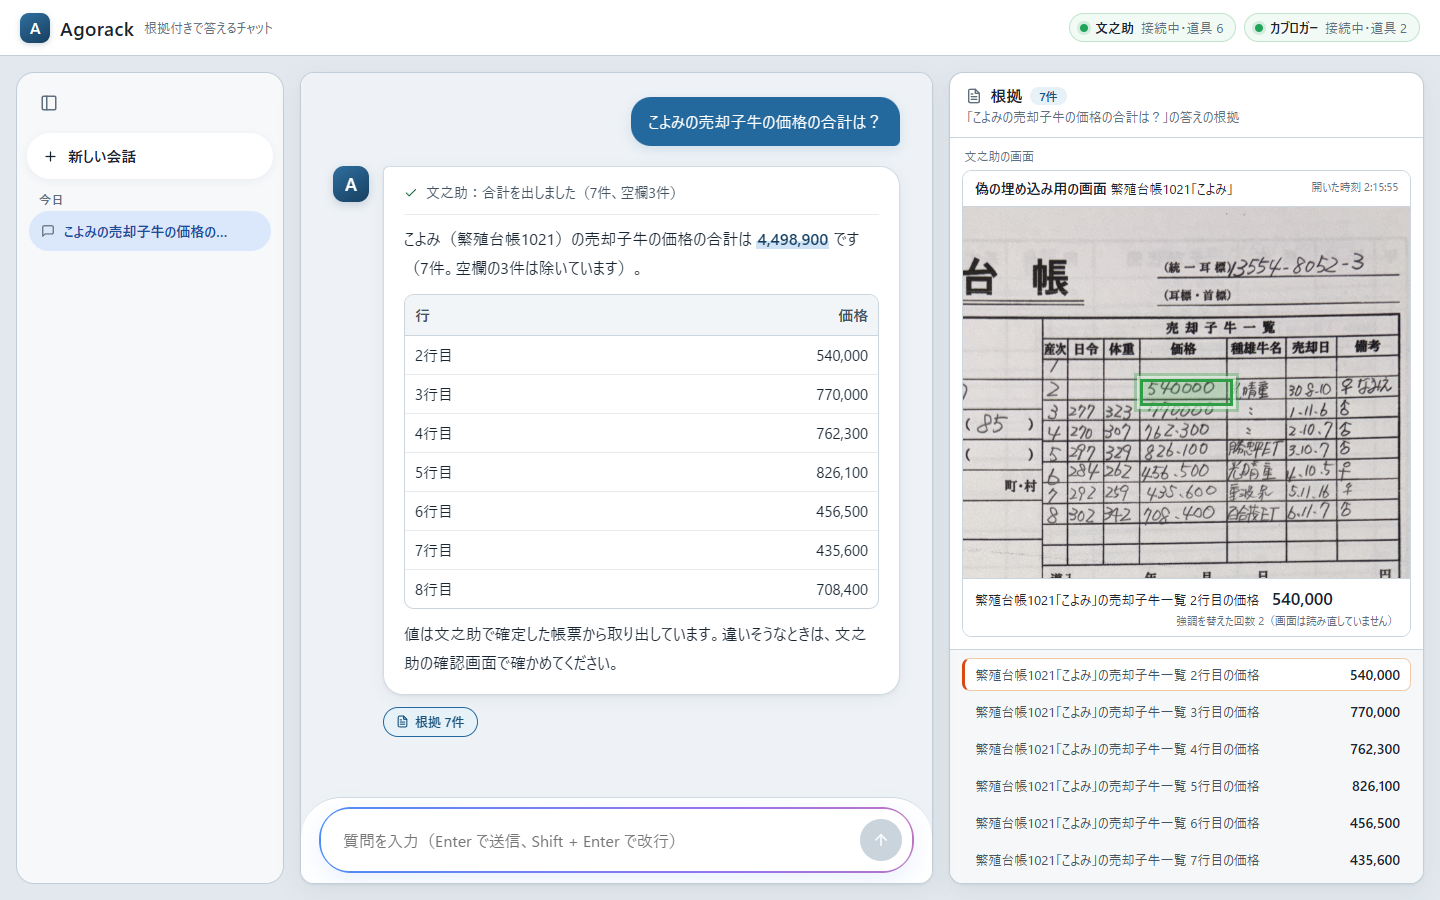 A Agorack 根拠付きで答えるチャット
文之助 接続中・道具 6
カブロガー 接続中・道具 2
+ 新しい会話
今日
こよみの売却子牛の価格の...
こよみの売却子牛の価格の合計は？
A
文之助：合計を出しました（7件、空欄3件）
こよみ（繁殖台帳1021）の売却子牛の価格の合計は 4,498,900 です
（7件。空欄の3件は除いています）。
行 価格
2行目 540,000
3行目 770,000
4行目 762,300
5行目 826,100
6行目 456,500
7行目 435,600
8行目 708,400
値は文之助で確定した帳票から取り出しています。違いそうなときは、文之
助の確認画面で確かめてください。
根拠 7件
質問を入力（Enter で送信、Shift + Enter で改行）
根拠 7件
「こよみの売却子牛の価格の合計は？」の答えの根拠
文之助の画面
偽の埋め込み用の画面 繁殖台帳1021「こよみ」 開いた時刻 2:15:55
台帳
(統一耳標) 13554-8052-3
(耳標・首標)
売却子牛一覧
産次 日令 体重 価格 種雄牛名 売却日 備考
1
2 540000 晴重 30.8.10 ♀
3 277 323 770000 〃 1.11.6 ♂
4 270 307 762.300 〃 2.10.7 ♂
( 85 )
5 297 329 826.100 3.10.7 ♂
( )
6 284 262 456.500 4.10.5 ♀
町・村
7 292 259 435.600 5.11.16 ♀
8 302 342 708.400 6.11.7 ♂
年 月 日 円
繁殖台帳1021「こよみ」の売却子牛一覧 2行目の価格 540,000
強調を替えた回数 2（画面は読み直していません）
繁殖台帳1021「こよみ」の売却子牛一覧 2行目の価格 540,000
繁殖台帳1021「こよみ」の売却子牛一覧 3行目の価格 770,000
繁殖台帳1021「こよみ」の売却子牛一覧 4行目の価格 762,300
繁殖台帳1021「こよみ」の売却子牛一覧 5行目の価格 826,100
繁殖台帳1021「こよみ」の売却子牛一覧 6行目の価格 456,500
繁殖台帳1021「こよみ」の売却子牛一覧 7行目の価格 435,600